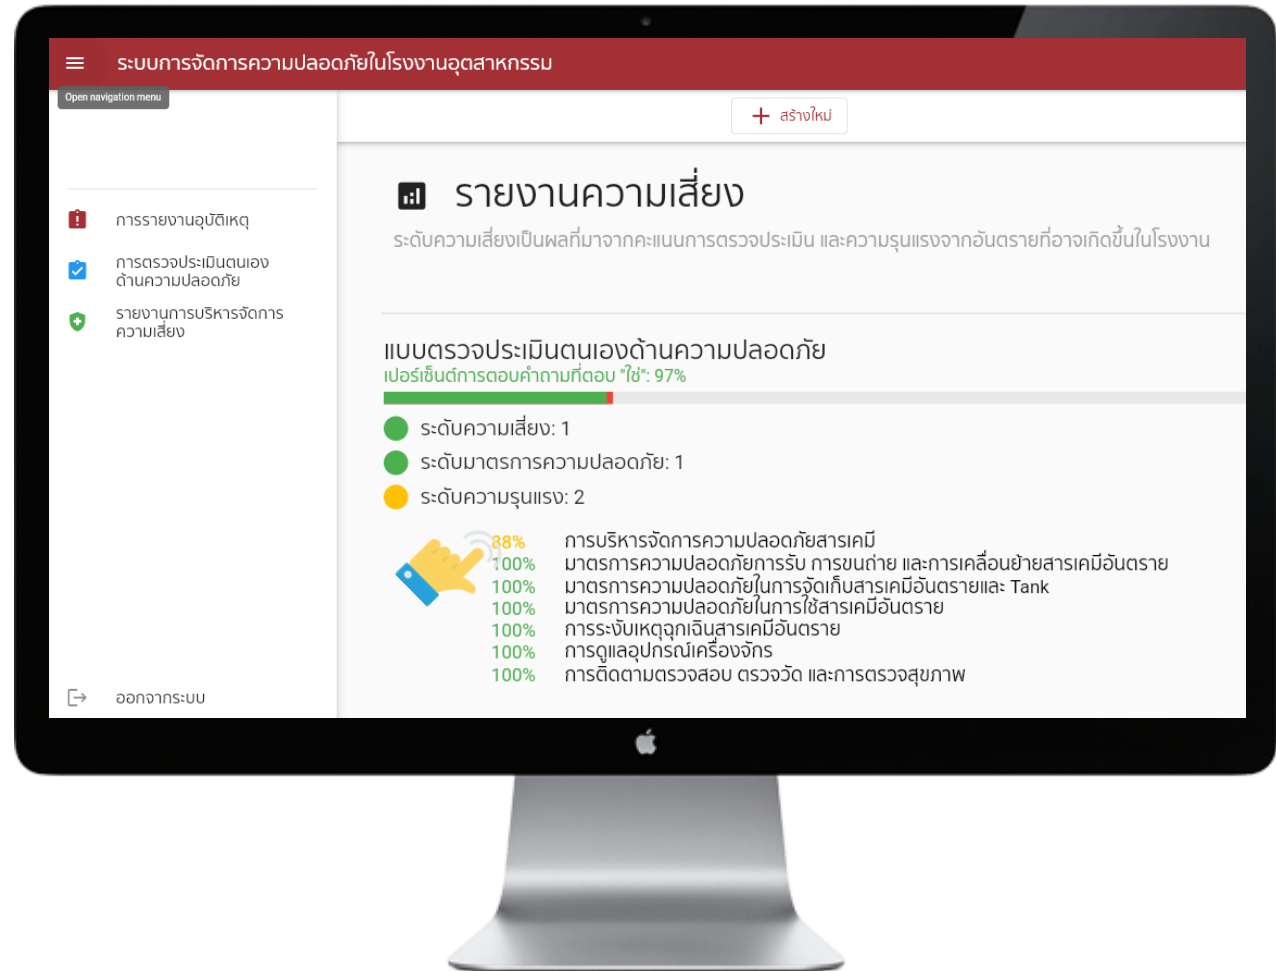 ระบบการจัดการความปลอดภัยในโรงงานอุตสาหกรรม
Open navigation menu
สร้างใหม่
การรายงานอุบัติเหตุ
การตรวจประเมินตนเอง
ด้านความปลอดภัย
รายงานการบริหารจัดการ
ความเสี่ยง
ออกจากระบบ
รายงานความเสี่ยง
ระดับความเสี่ยงเป็นผลที่มาจากคะแนนการตรวจประเมิน และความรุนแรงจากอันตรายที่อาจเกิดขึ้นในโรงงาน
แบบตรวจประเมินตนเองด้านความปลอดภัย
เปอร์เซ็นต์การตอบคำถามที่ตอบ "ใช่": 97%
ระดับความเสี่ยง: 1
ระดับมาตรการความปลอดภัย: 1
ระดับความรุนแรง: 2
88% การบริหารจัดการความปลอดภัยสารเคมี
100% มาตรการความปลอดภัยการรับ การขนถ่าย และการเคลื่อนย้ายสารเคมีอันตราย
100% มาตรการความปลอดภัยในการจัดเก็บสารเคมีอันตรายและ Tank
100% มาตรการความปลอดภัยในการใช้สารเคมีอันตราย
100% การระงับเหตุฉุกเฉินสารเคมีอันตราย
100% การดูแลอุปกรณ์เครื่องจักร
100% การติดตามตรวจสอบ ตรวจวัด และการตรวจสุขภาพ